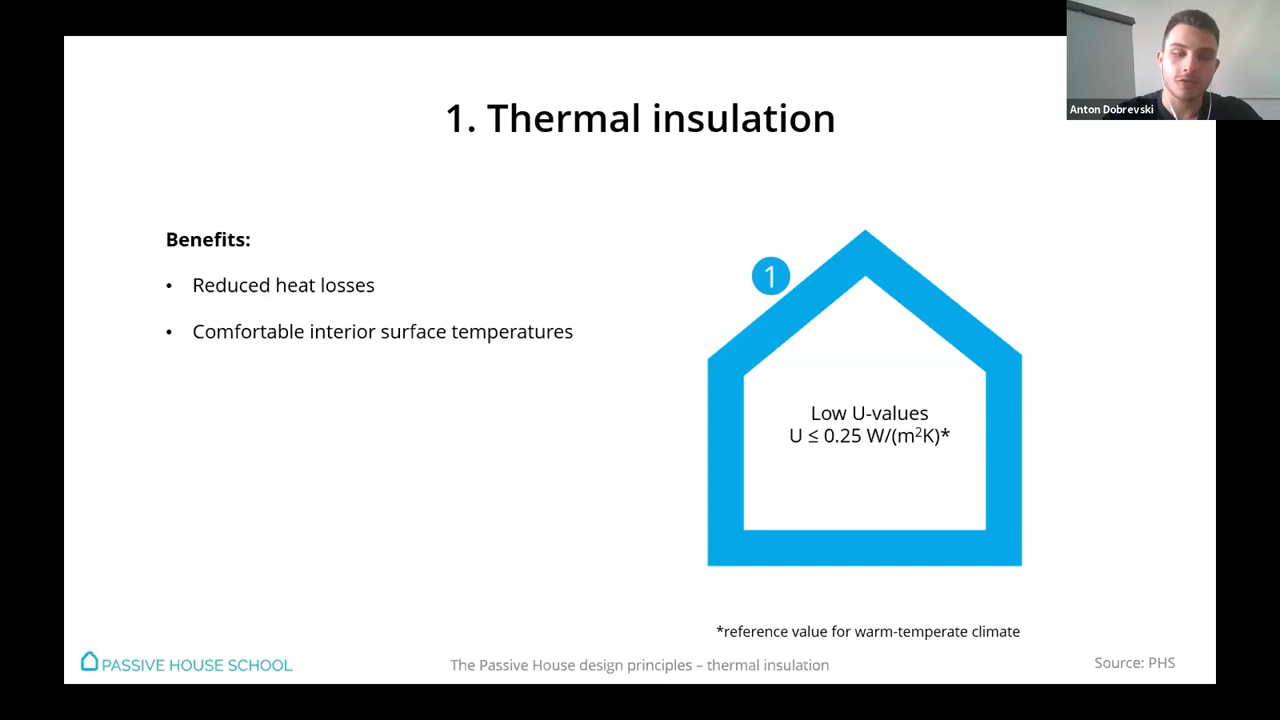 Anton Dobrevski
1. Thermal insulation
Benefits:
• Reduced heat losses
• Comfortable interior surface temperatures
1
Low U-values
U ≤ 0.25 W/(m²K)*
*reference value for warm-temperate climate
PASSIVE HOUSE SCHOOL
The Passive House design principles – thermal insulation
Source: PHS